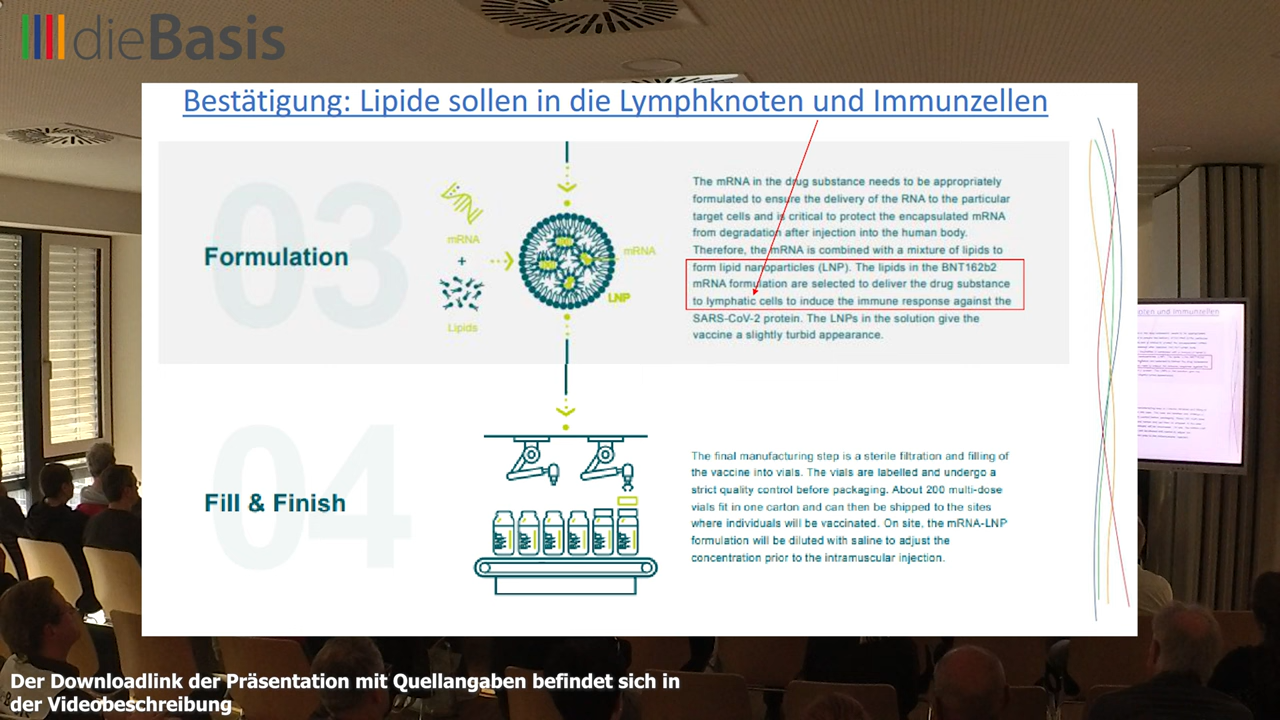 dieBasis
Bestätigung: Lipide sollen in die Lymphknoten und Immunzellen
03
Formulation
mRNA
+
Lipids
mRNA
LNP
The mRNA in the drug substance needs to be appropriately
formulated to ensure the delivery of the RNA to the particular
target cells and is critical to protect the encapsulated mRNA
from degradation after injection into the human body.
Therefore, the mRNA is combined with a mixture of lipids to
form lipid nanoparticles (LNP). The lipids in the BNT162b2
mRNA formulation are selected to deliver the drug substance
to lymphatic cells to induce the immune response against the
SARS-CoV-2 protein. The LNPs in the solution give the
vaccine a slightly turbid appearance.
04
Fill & Finish
The final manufacturing step is a sterile filtration and filling of
the vaccine into vials. The vials are labelled and undergo a
strict quality control before packaging. About 200 multi-dose
vials fit in one carton and can then be shipped to the sites
where individuals will be vaccinated. On site, the mRNA-LNP
formulation will be diluted with saline to adjust the
concentration prior to the intramuscular injection.
und Immunzellen
Der Downloadlink der Präsentation mit Quellangaben befindet sich in
der Videobeschreibung